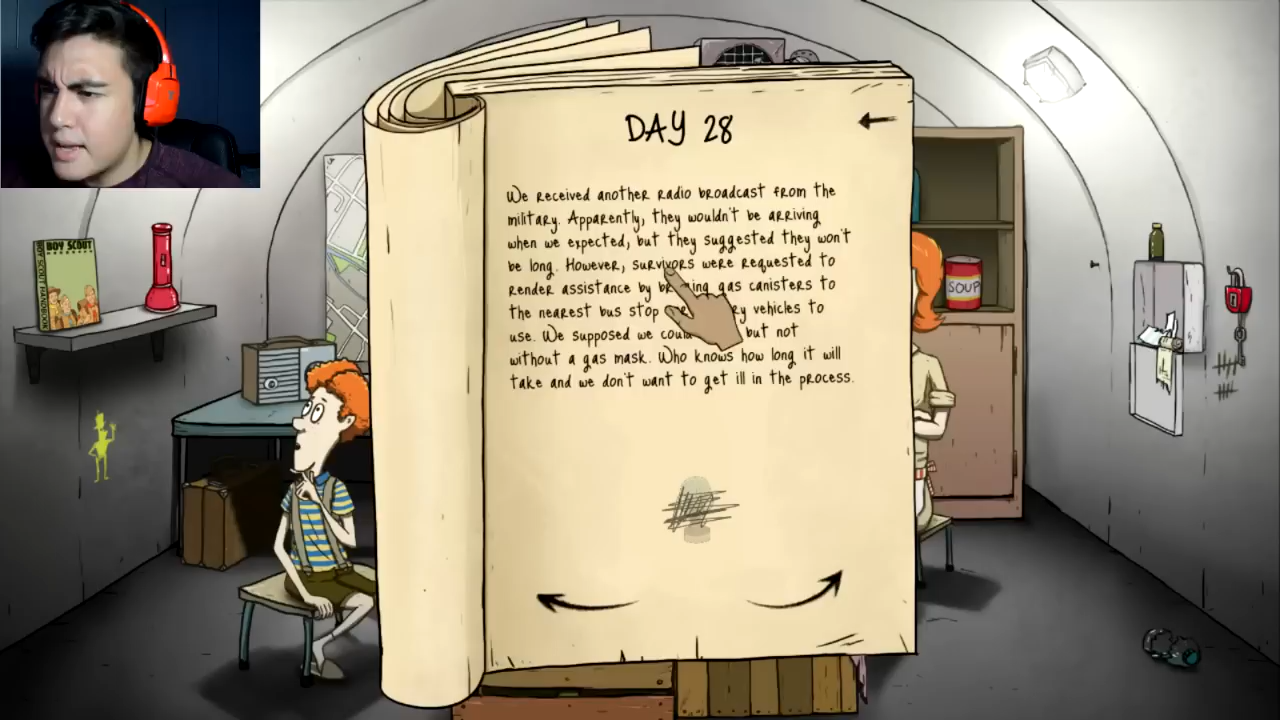 DAY 28
We received another radio broadcast from the
military. Apparently, they wouldn't be arriving
when we expected, but they suggested they won't
be long. However, survivors were requested to
render assistance by gas canisters to
the nearest bus stop vehicles to
use. We supposed we but not
without a gas mask. Who knows how long it will
take and we don't want to get ill in the process.
BOY SCOUT
BOY SCOUT HANDBOOK
SOUP